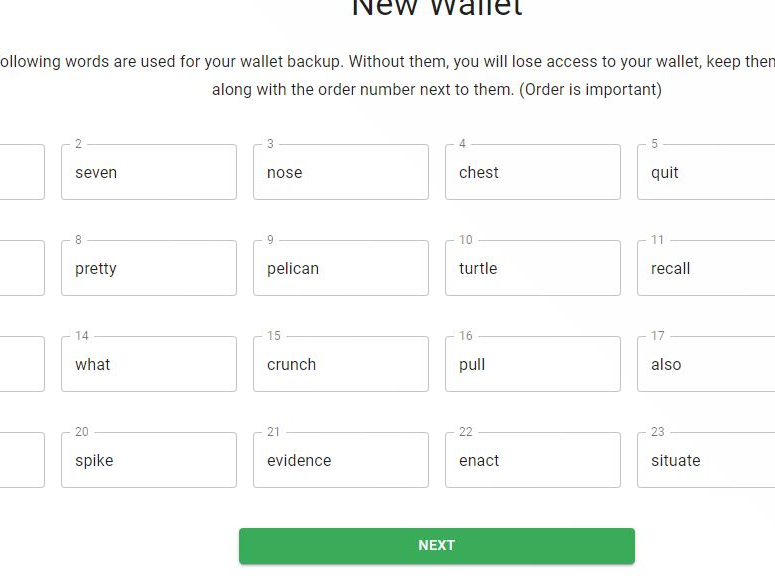 New Wallet
ollowing words are used for your wallet backup. Without them, you will lose access to your wallet, keep then
along with the order number next to them. (Order is important)
2 3 4 5
seven nose chest quit
8 9 10 11
pretty pelican turtle recall
14 15 16 17
what crunch pull also
20 21 22 23
spike evidence enact situate
NEXT